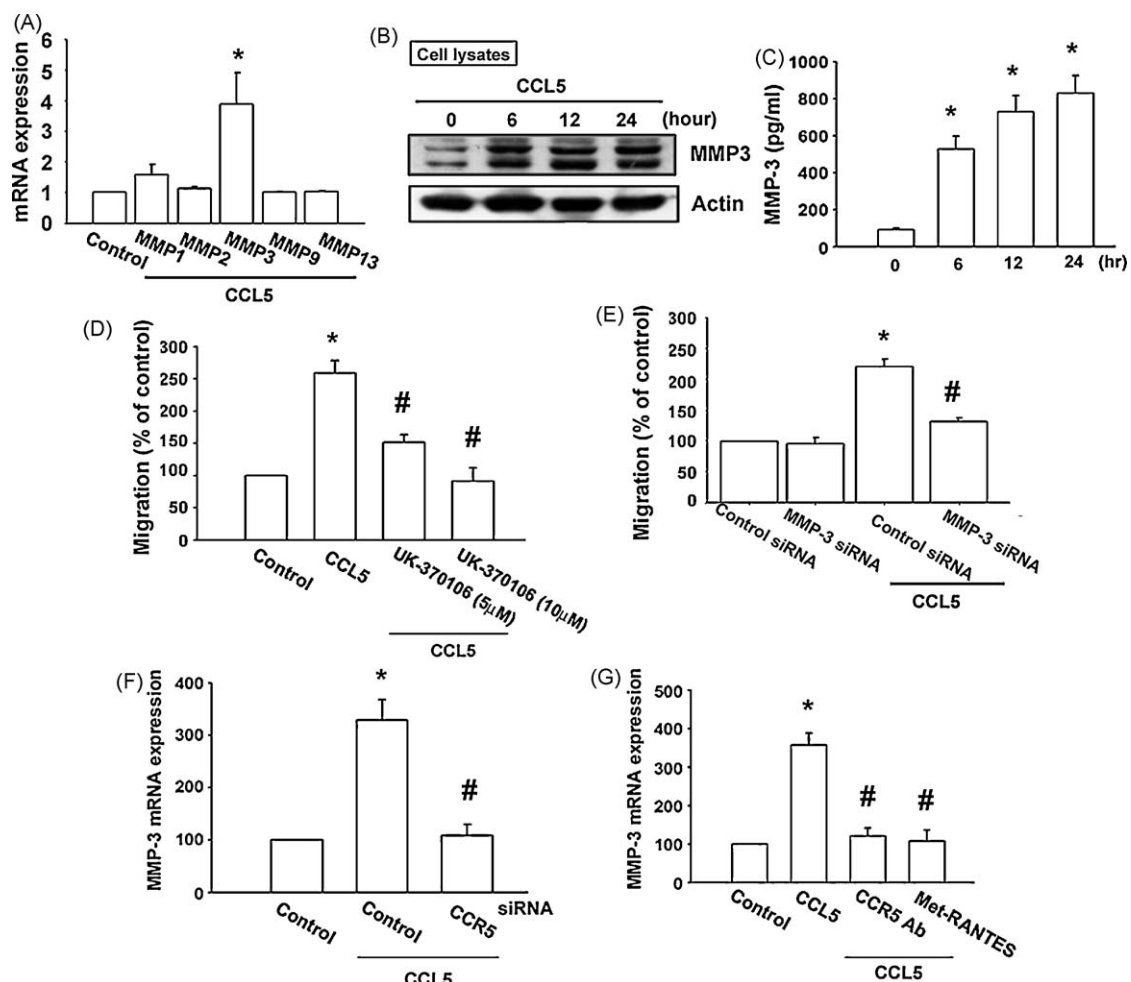 (A)
mRNA expression
6
5
4
3
2
1
0
*
Control
MMP1
MMP2
MMP3
MMP9
MMP13
CCL5
(B)
Cell lysates
CCL5
0 6 12 24 (hour)
MMP3
Actin
(C)
MMP-3 (pg/ml)
1000
800
600
400
200
0
* * *
0 6 12 24 (hr)
(D)
Migration (% of control)
300
250
200
150
100
50
0
*
# #
Control
CCL5
UK-370106 (5μM)
UK-370106 (10μM)
CCL5
(E)
Migration (% of control)
300
250
200
150
100
50
0
*
#
Control siRNA
MMP-3 siRNA
Control siRNA
MMP-3 siRNA
CCL5
(F)
MMP-3 mRNA expression
400
300
200
100
0
*
#
Control
Control
CCR5
siRNA
CCL5
(G)
MMP-3 mRNA expression
500
400
300
200
100
0
*
# #
Control
CCL5
CCR5 Ab
Met-RANTES
CCL5